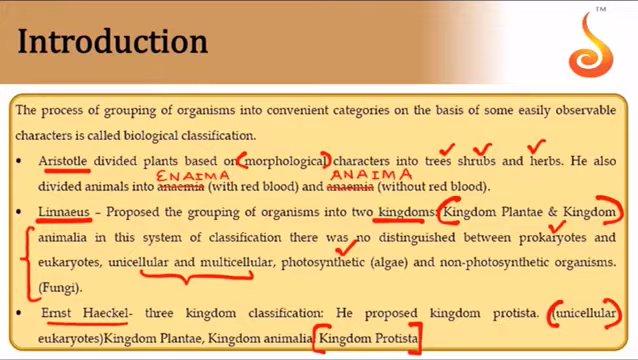 TM
Introduction
The process of grouping of organisms into convenient categories on the basis of some easily observable
characters is called biological classification.
• Aristotle divided plants based on (morphological) characters into trees shrubs and herbs. He also
ENAIMA ANAIMA
divided animals into anaemia (with red blood) and anaemia (without red blood).
• Linnaeus – Proposed the grouping of organisms into two kingdoms: (Kingdom Plantae & Kingdom)
animalia in this system of classification there was no distinguished between prokaryotes and
eukaryotes, unicellular and multicellular, photosynthetic (algae) and non-photosynthetic organisms.
(Fungi).
• Ernst Haeckel- three kingdom classification: He proposed kingdom protista. (unicellular
eukaryotes)Kingdom Plantae, Kingdom animalia [Kingdom Protista]